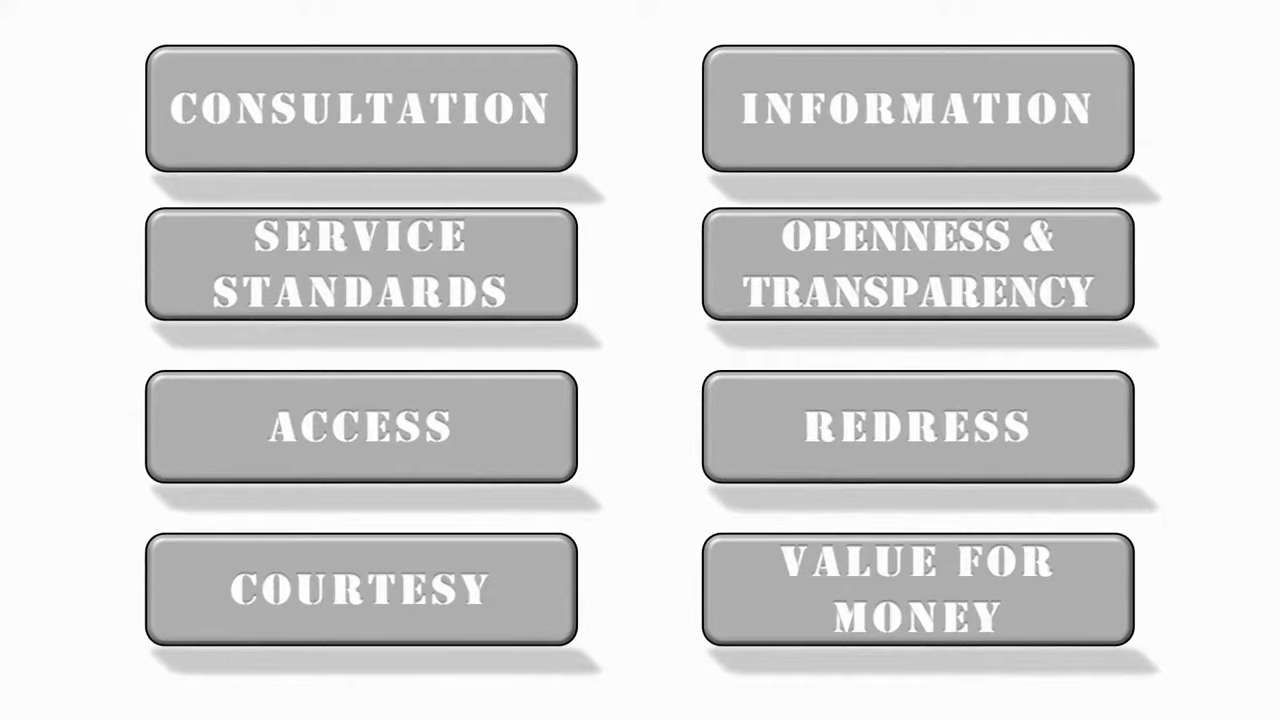 CONSULTATION
INFORMATION
SERVICE
STANDARDS
OPENNESS &
TRANSPARENCY
ACCESS
REDRESS
COURTESY
VALUE FOR
MONEY